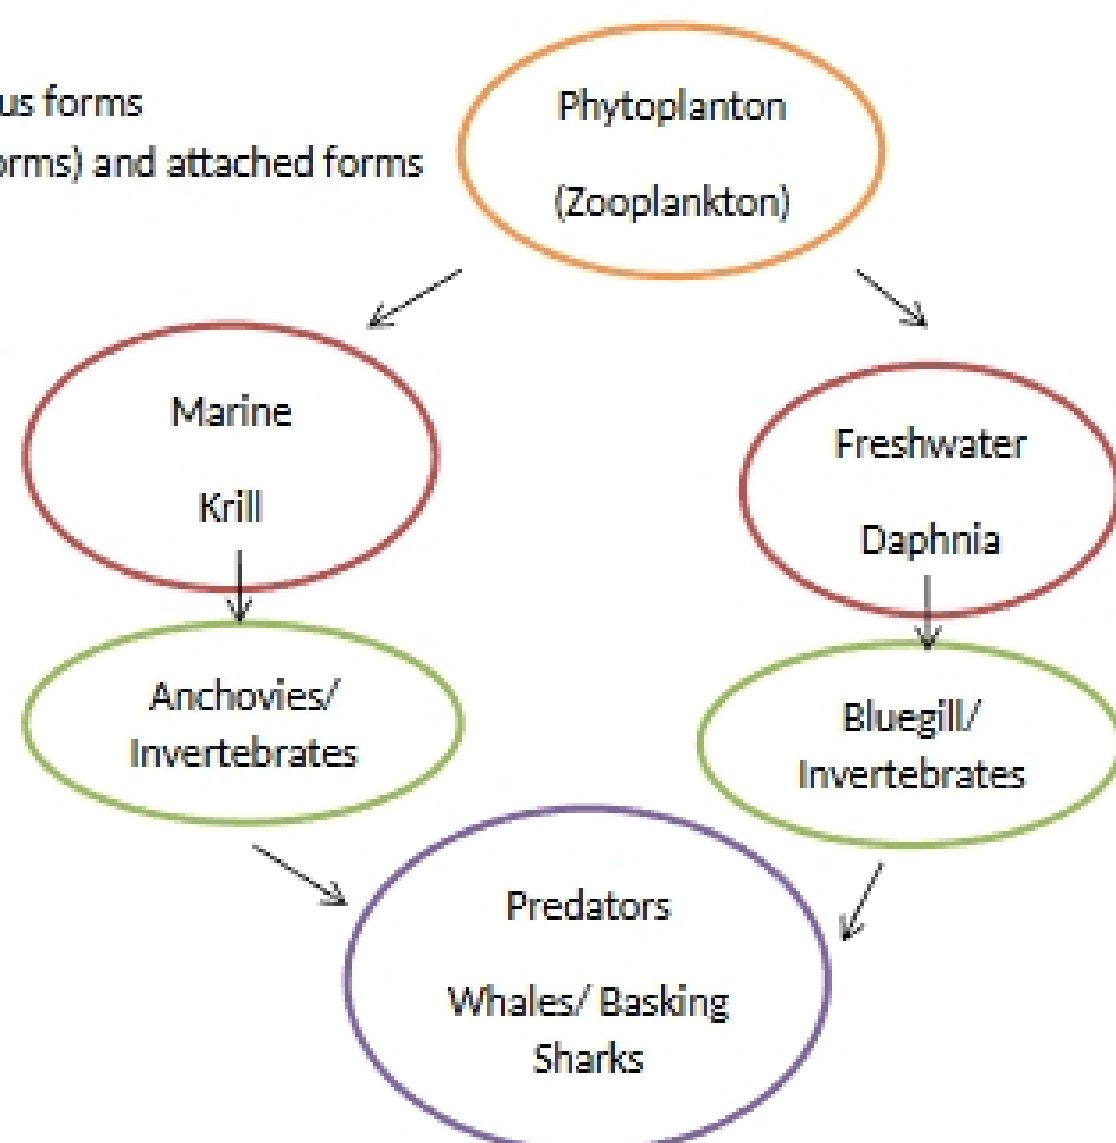 us forms
orms) and attached forms
Phytoplanton
(Zooplankton)
Marine
Krill
Freshwater
Daphnia
Anchovies/
Invertebrates
Bluegill/
Invertebrates
Predators
Whales/ Basking
Sharks